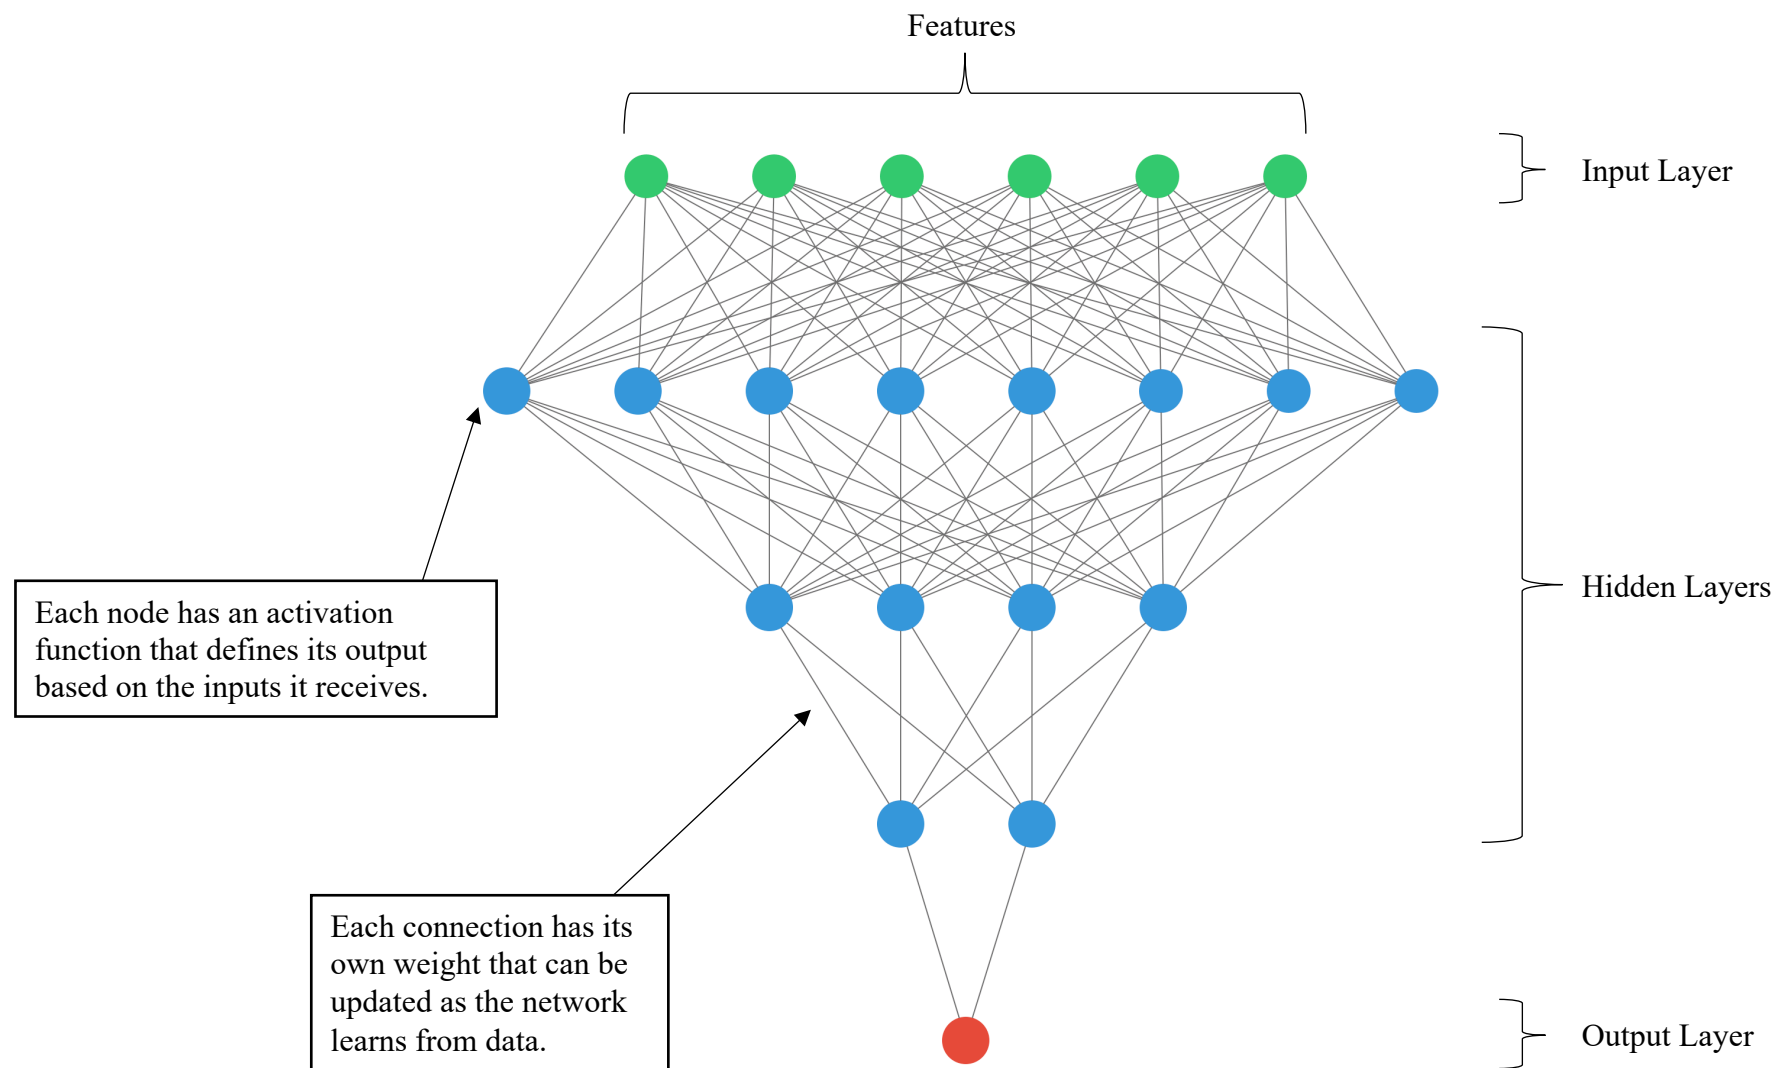 Features
Input Layer
Hidden Layers
Each node has an activation
function that defines its output
based on the inputs it receives.
Each connection has its
own weight that can be
updated as the network
learns from data.
Output Layer